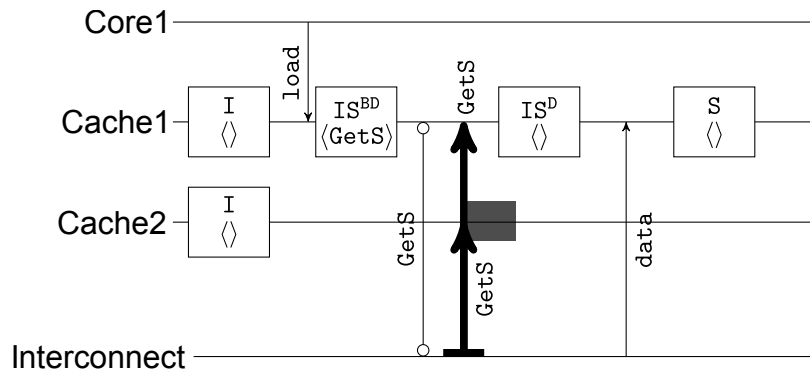 Core1
load
GetS
Cache1
I
⟨⟩
IS^BD
⟨GetS⟩
IS^D
⟨⟩
S
⟨⟩
Cache2
I
⟨⟩
GetS
GetS
data
Interconnect